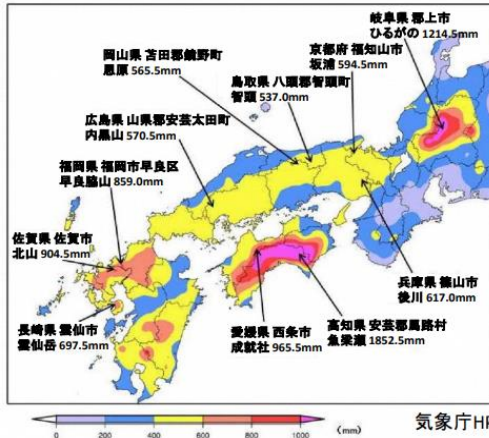 岐阜県 郡上市
ひるがの 1214.5mm
京都府 福知山市
坂浦 594.5mm
岡山県 苫田郡鏡野町
恩原 565.5mm
鳥取県 八頭郡智頭町
智頭 537.0mm
広島県 山県郡安芸太田町
内黒山 570.5mm
福岡県 福岡市早良区
早良脇山 859.0mm
佐賀県 佐賀市
北山 904.5mm
長崎県 雲仙市
雲仙岳 697.5mm
愛媛県 西条市
成就社 965.5mm
高知県 安芸郡馬路村
魚梁瀬 1852.5mm
兵庫県 篠山市
後川 617.0mm
0 200 400 600 800 1000 (mm)
気象庁HP